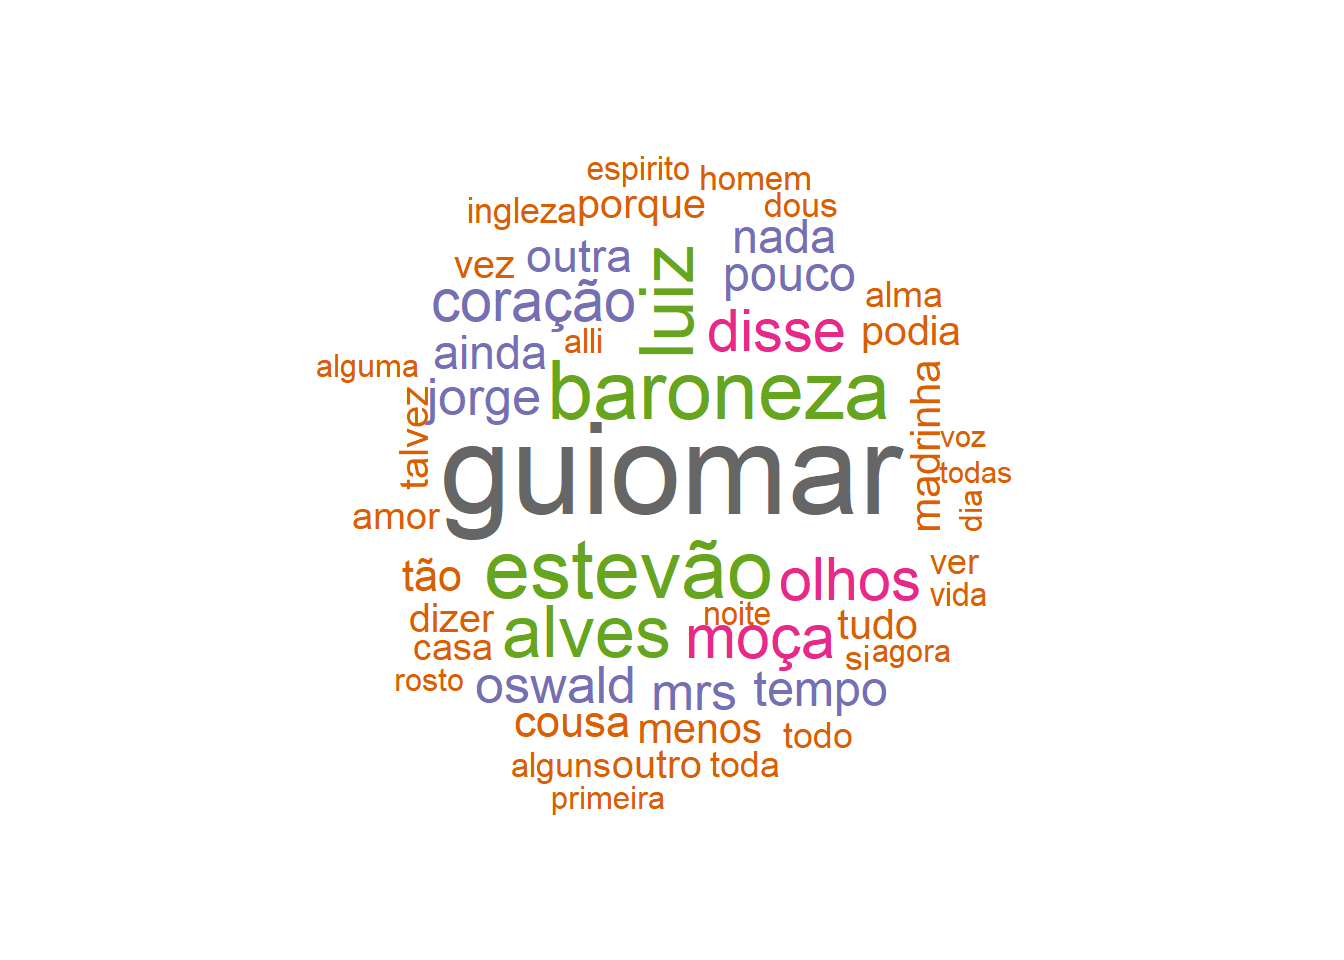 espirito
homem
ingleza
porque
dous
vez
outra
luiz
nada
pouco
coração
alma
disse
podia
ainda
alli
alguma
jorge
baroneza
talvez
madrinha
guiomar
voz
todas
dia
amor
tão
estevão
olhos
ver
vida
dizer
alves
noite
moça
tudo
casa
si
agora
rosto
oswald
mrs
tempo
cousa
menos
todo
alguns
outro
toda
primeira